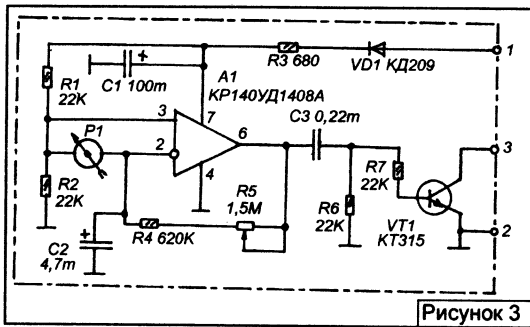 1
R3 680
VD1 КД209
C1 100m
A1
КР140УД1408А
R1
22K
3
7
6
C3 0,22m
3
P1
2
4
R7
22K
R2
22K
R5
1,5M
R6
22K
VT1
КТ315
2
R4 620K
C2
4,7m
Рисунок 3